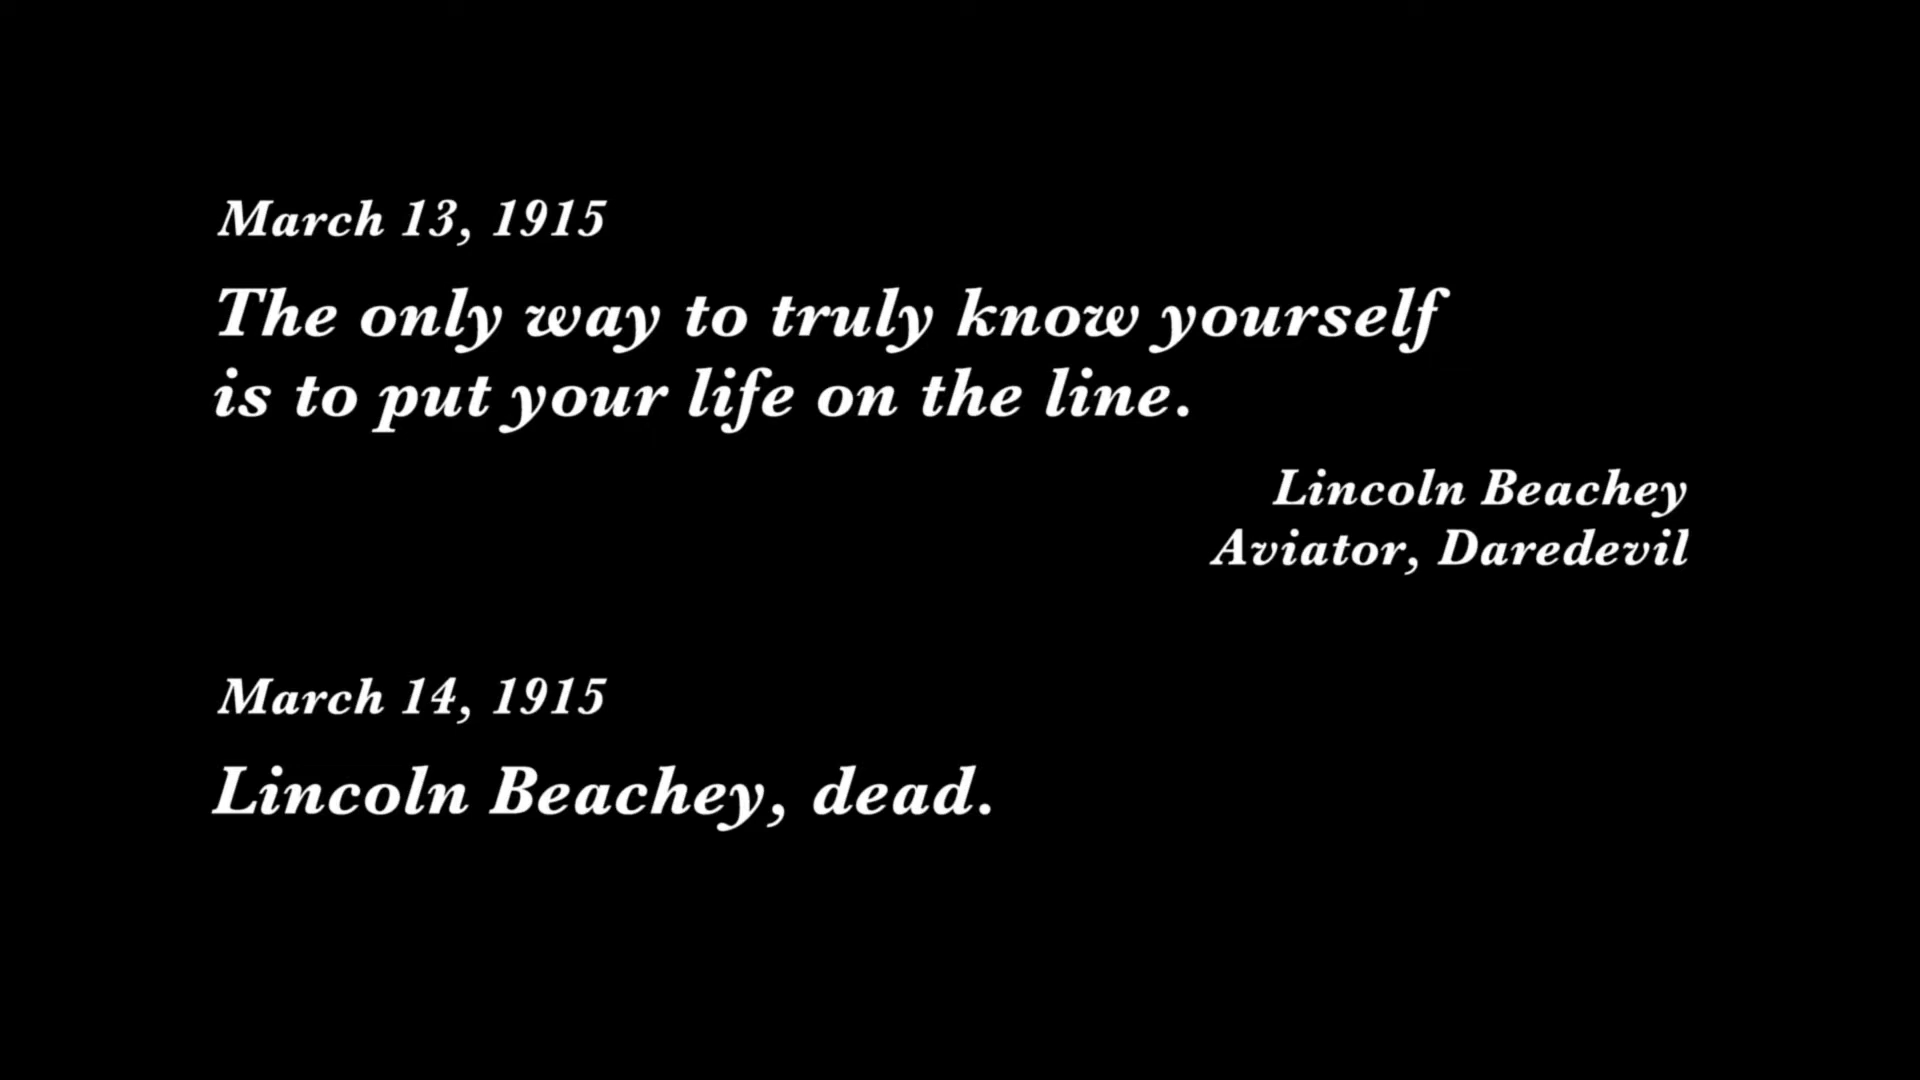 March 13, 1915
The only way to truly know yourself
is to put your life on the line.
Lincoln Beachey
Aviator, Daredevil
March 14, 1915
Lincoln Beachey, dead.